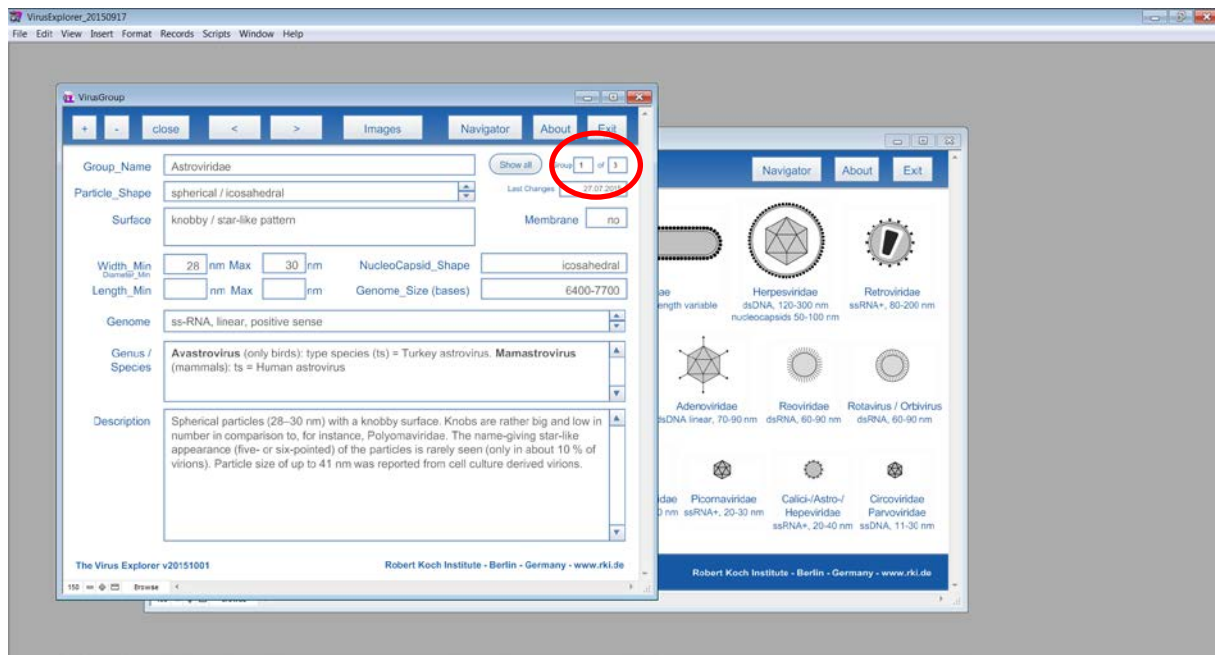 VirusExplorer_20150917
File Edit View Insert Format Records Scripts Window Help
VirusGroup
+ - close < > Images Navigator About Exit
Group_Name Astroviridae Show all Group 1 of 3
Particle_Shape spherical / icosahedral Last Changes 27.07.2015
Surface knobby / star-like pattern Membrane no
Width_Min 28 nm Max 30 nm NucleoCapsid_Shape icosahedral
Diameter_Min
Length_Min nm Max nm Genome_Size (bases) 6400-7700
Genome ss-RNA, linear, positive sense
Genus / Avastrovirus (only birds): type species (ts) = Turkey astrovirus. Mamastrovirus
Species (mammals): ts = Human astrovirus
Description Spherical particles (28–30 nm) with a knobby surface. Knobs are rather big and low in
number in comparison to, for instance, Polyomaviridae. The name-giving star-like
appearance (five- or six-pointed) of the particles is rarely seen (only in about 10 % of
virions). Particle size of up to 41 nm was reported from cell culture derived virions.
The Virus Explorer v20151001 Robert Koch Institute - Berlin - Germany - www.rki.de
150 Browse
Navigator About Exit
ae Herpesviridae Retroviridae
ength variable dsDNA, 120-300 nm ssRNA+, 80-200 nm
nucleocapsids 50-100 nm
Adenoviridae Reoviridae Rotavirus / Orbivirus
dsDNA linear, 70-90 nm dsRNA, 60-90 nm dsRNA, 60-90 nm
idae Picornaviridae Calici-/Astro-/ Circoviridae
0 nm ssRNA+, 20-30 nm Hepeviridae Parvoviridae
ssRNA+, 20-40 nm ssDNA, 11-30 nm
Robert Koch Institute - Berlin - Germany - www.rki.de